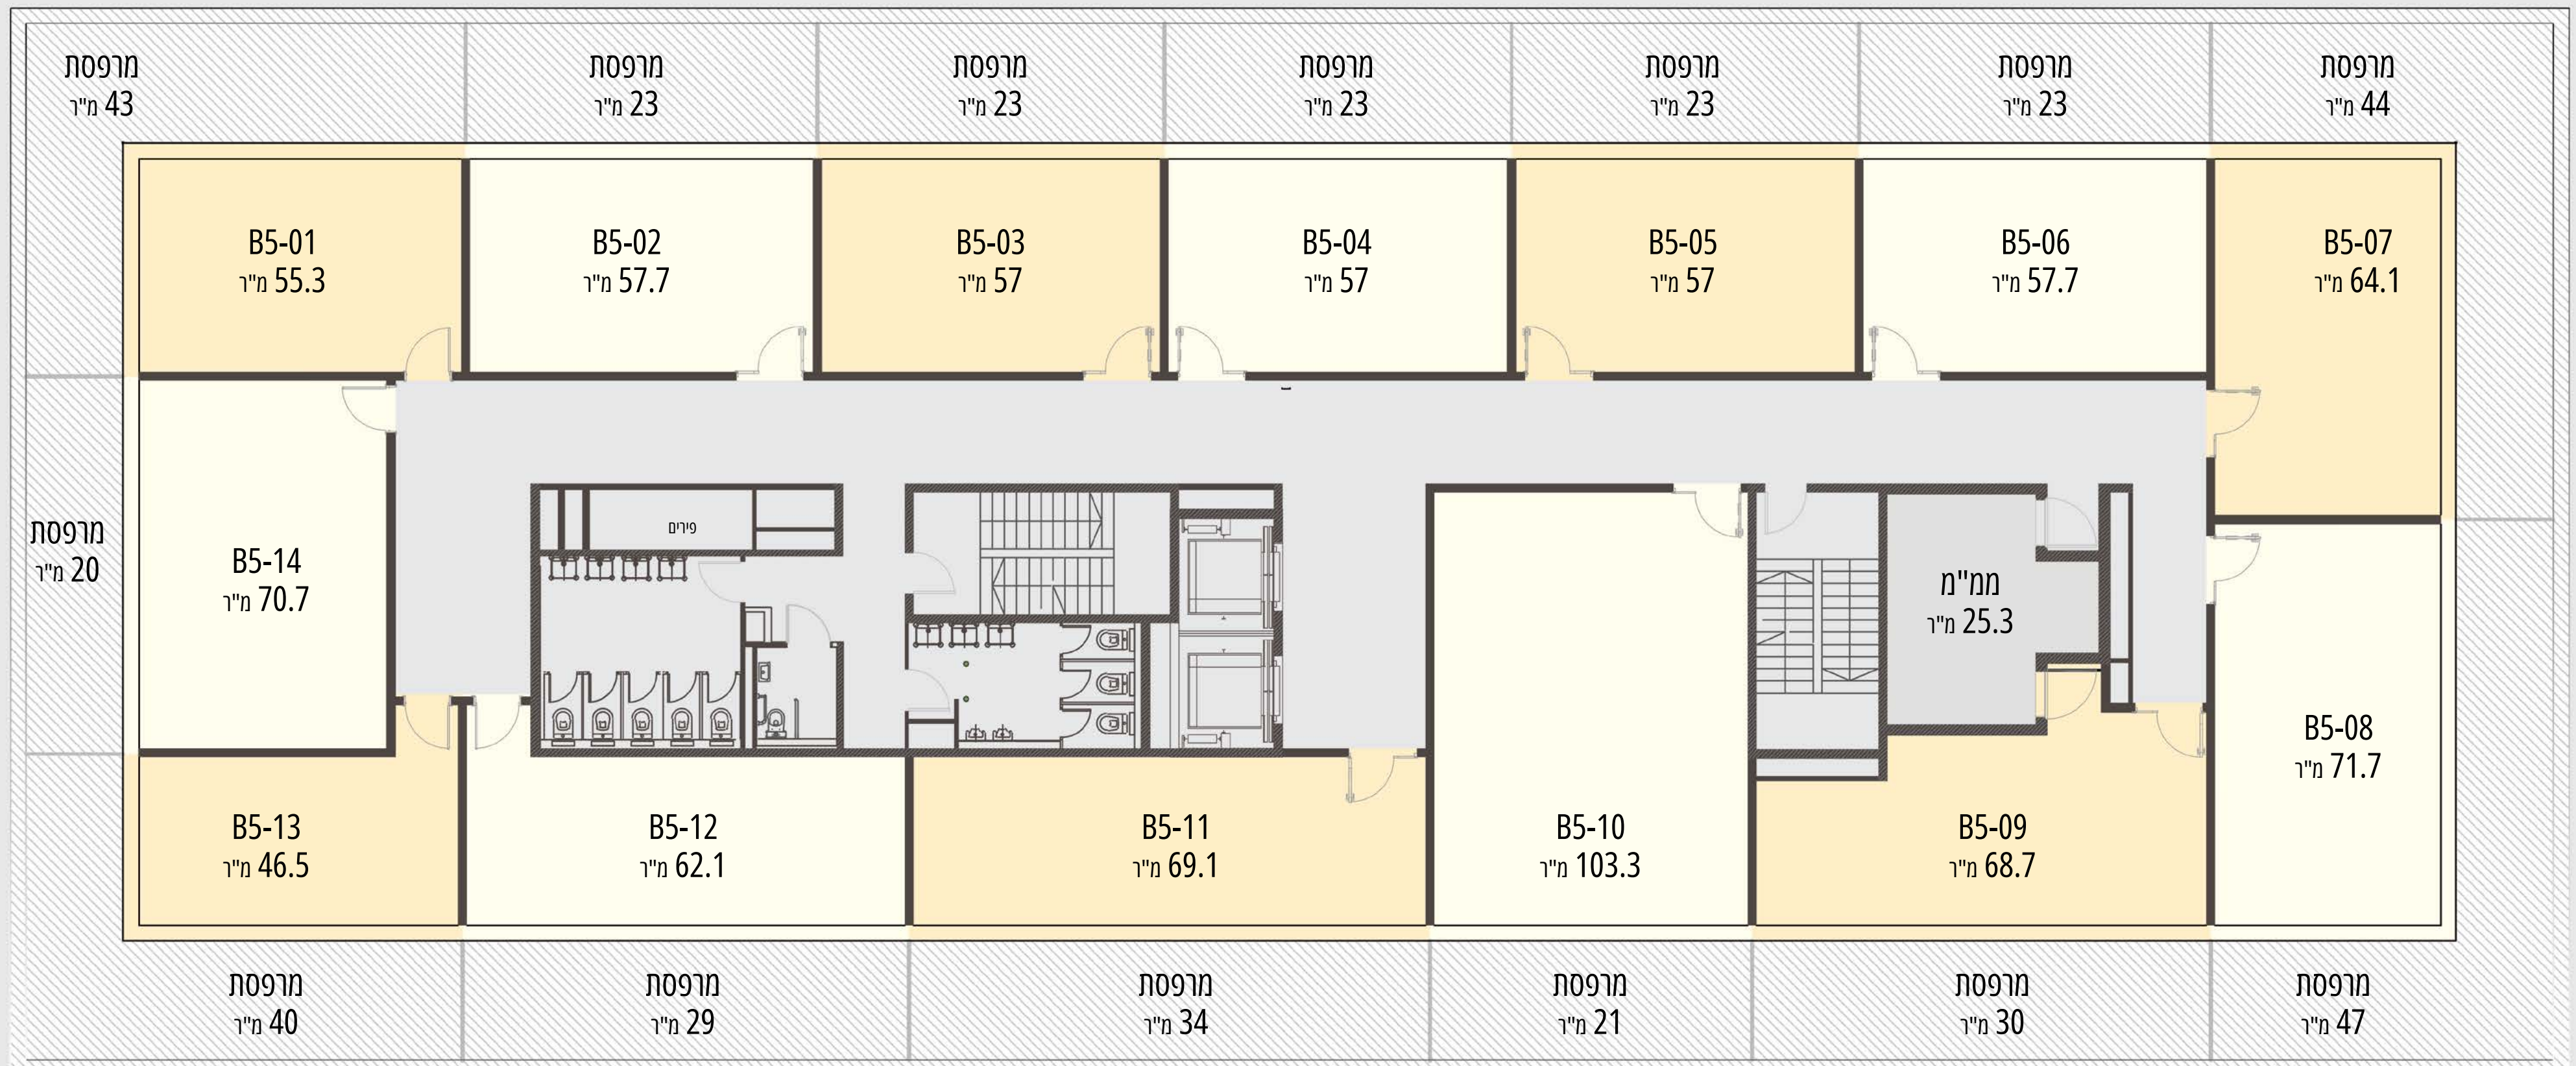 מרפסת
43 מ"ר
מרפסת
23 מ"ר
מרפסת
23 מ"ר
מרפסת
23 מ"ר
מרפסת
23 מ"ר
מרפסת
23 מ"ר
מרפסת
44 מ"ר
B5-01
55.3 מ"ר
B5-02
57.7 מ"ר
B5-03
57 מ"ר
B5-04
57 מ"ר
B5-05
57 מ"ר
B5-06
57.7 מ"ר
B5-07
64.1 מ"ר
מרפסת
20 מ"ר
B5-14
70.7 מ"ר
פירים
ממ"מ
25.3 מ"ר
B5-08
71.7 מ"ר
B5-13
46.5 מ"ר
B5-12
62.1 מ"ר
B5-11
69.1 מ"ר
B5-10
103.3 מ"ר
B5-09
68.7 מ"ר
מרפסת
40 מ"ר
מרפסת
29 מ"ר
מרפסת
34 מ"ר
מרפסת
21 מ"ר
מרפסת
30 מ"ר
מרפסת
47 מ"ר